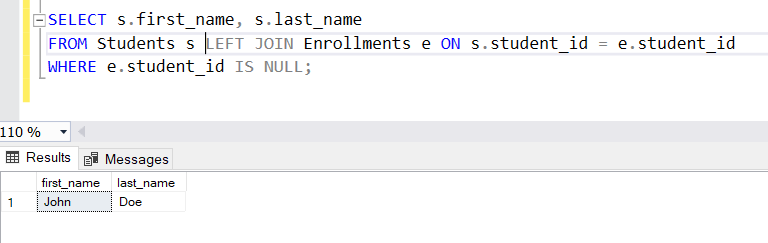 SELECT s.first_name, s.last_name
FROM Students s LEFT JOIN Enrollments e ON s.student_id = e.student_id
WHERE e.student_id IS NULL;
110 %
Results Messages
first_name last_name
1 John Doe